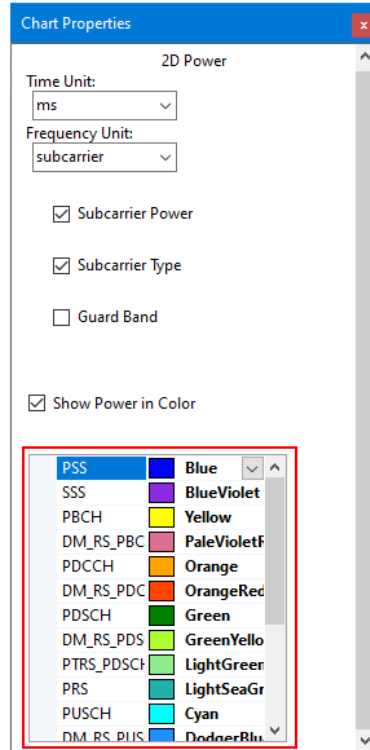 Chart Properties
x
2D Power
Time Unit:
ms
Frequency Unit:
subcarrier
Subcarrier Power
Subcarrier Type
Guard Band
Show Power in Color
PSS Blue
SSS BlueViolet
PBCH Yellow
DM_RS_PBC PaleVioletR
PDCCH Orange
DM_RS_PDC OrangeRed
PDSCH Green
DM_RS_PDS GreenYello
PTRS_PDSCH LightGreen
PRS LightSeaGr
PUSCH Cyan
DM_RS_PUS DodgerBlu